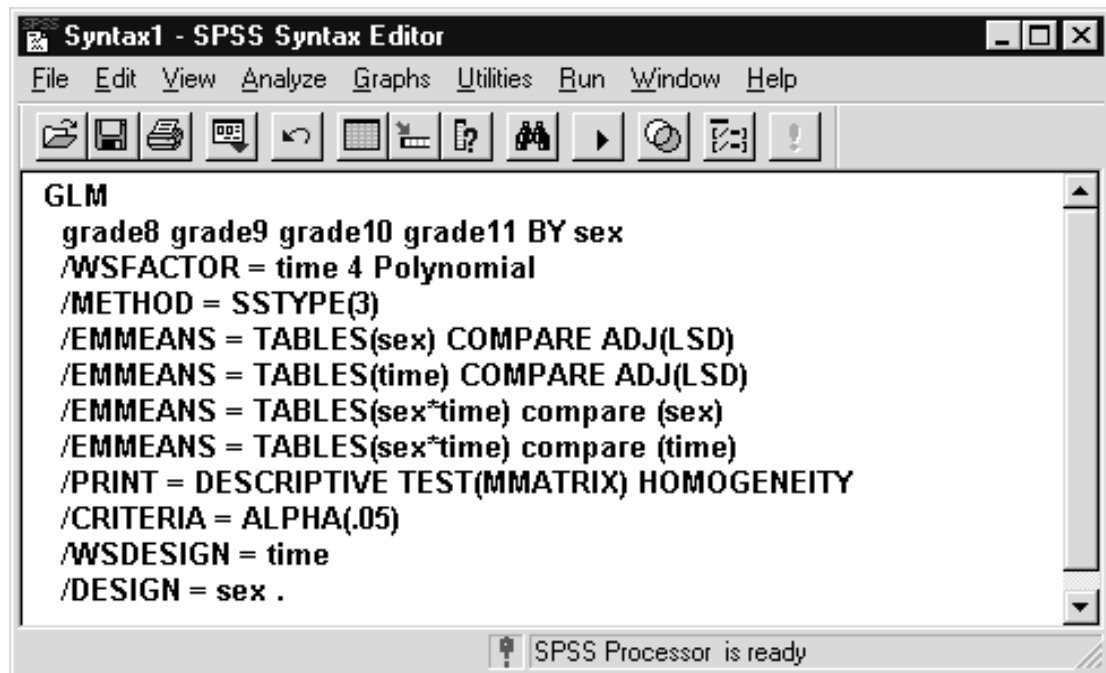 SPSS
Syntax1 - SPSS Syntax Editor
File Edit View Analyze Graphs Utilities Run Window Help
GLM
grade8 grade9 grade10 grade11 BY sex
/WSFACTOR = time 4 Polynomial
/METHOD = SSTYPE(3)
/EMMEANS = TABLES(sex) COMPARE ADJ(LSD)
/EMMEANS = TABLES(time) COMPARE ADJ(LSD)
/EMMEANS = TABLES(sex*time) compare (sex)
/EMMEANS = TABLES(sex*time) compare (time)
/PRINT = DESCRIPTIVE TEST(MMATRIX) HOMOGENEITY
/CRITERIA = ALPHA(.05)
/WSDESIGN = time
/DESIGN = sex .
SPSS Processor is ready